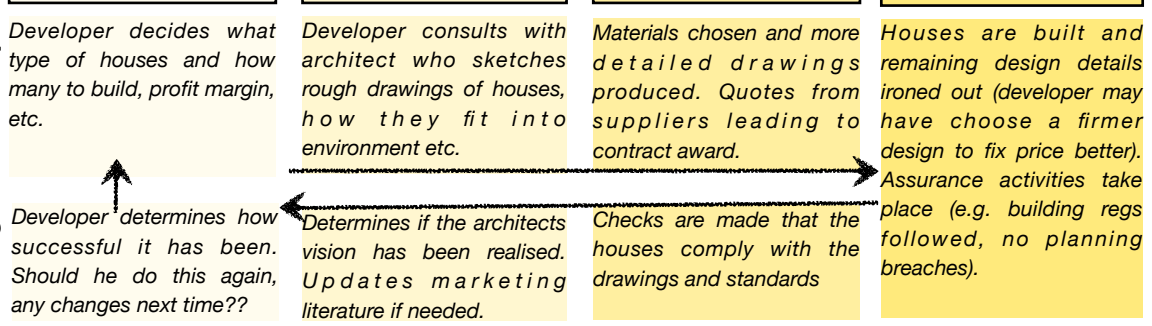 Developer decides what
type of houses and how
many to build, profit margin,
etc.
Developer consults with
architect who sketches
rough drawings of houses,
how they fit into
environment etc.
Materials chosen and more
detailed drawings
produced. Quotes from
suppliers leading to
contract award.
Houses are built and
remaining design details
ironed out (developer may
have choose a firmer
design to fix price better).
Assurance activities take
place (e.g. building regs
followed, no planning
breaches).
Developer determines how
successful it has been.
Should he do this again,
any changes next time??
Determines if the architects
vision has been realised.
Updates marketing
literature if needed.
Checks are made that the
houses comply with the
drawings and standards